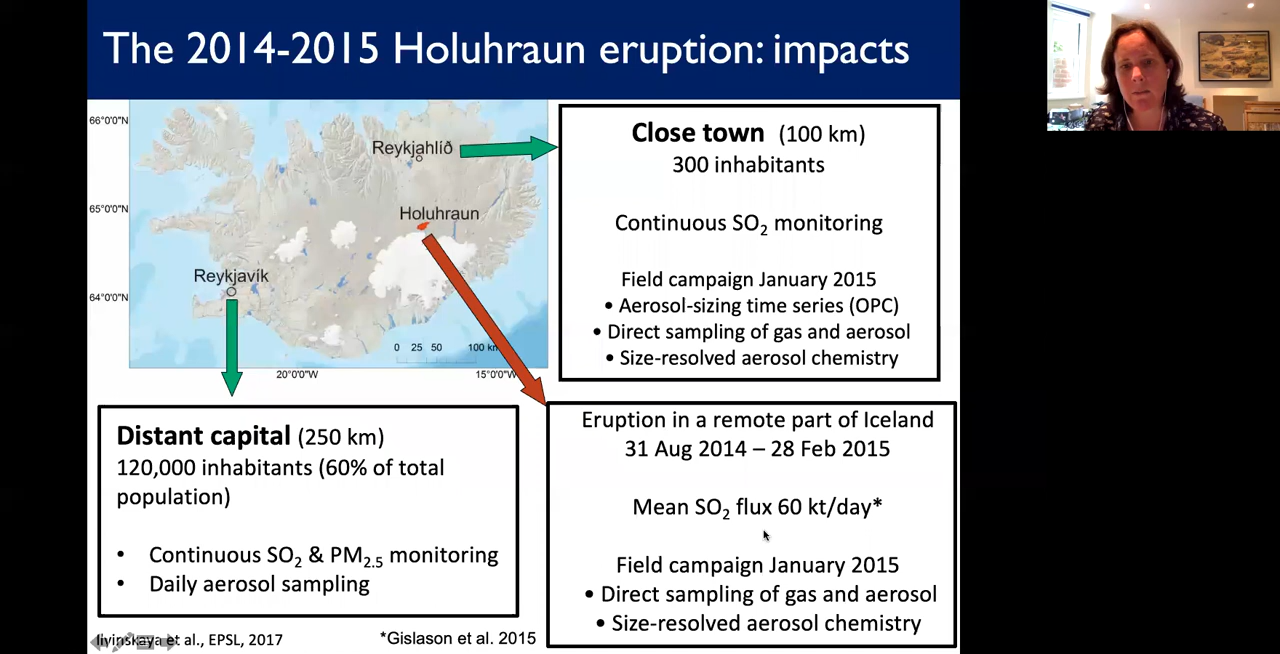 The 2014-2015 Holuhraun eruption: impacts
66°0'0"N
65°0'0"N
64°0'0"N
Reykjahlíð
Holuhraun
Reykjavík
0 25 50 100 km
20°0'0"W
15°0'0"W
Close town (100 km)
300 inhabitants
Continuous SO2 monitoring
Field campaign January 2015
• Aerosol-sizing time series (OPC)
• Direct sampling of gas and aerosol
• Size-resolved aerosol chemistry
Distant capital (250 km)
120,000 inhabitants (60% of total
population)
• Continuous SO2 & PM2.5 monitoring
• Daily aerosol sampling
Eruption in a remote part of Iceland
31 Aug 2014 – 28 Feb 2015
Mean SO2 flux 60 kt/day*
Field campaign January 2015
• Direct sampling of gas and aerosol
• Size-resolved aerosol chemistry
et al., EPSL, 2017
*Gislason et al. 2015